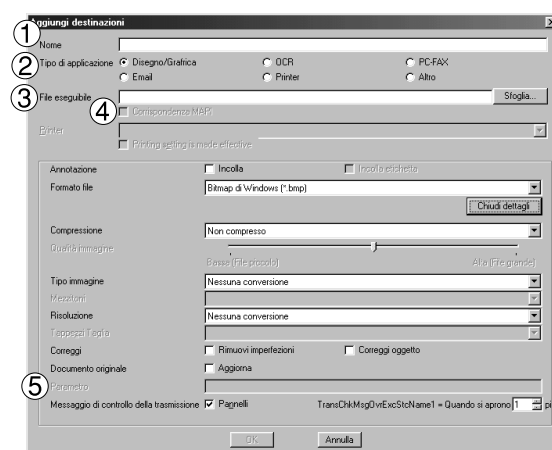 Aggiungi destinazioni
1 Nome
2 Tipo di applicazione Disegno/Grafica OCR PC-FAX
Email Printer Altro
3 File eseguibile Sfoglia...
4 Corrispondenza MAPI
Printer
Printing setting is made effective
Annotazione Incolla Incolla etichetta
Formato file Bitmap di Windows (*.bmp)
Chiudi dettagli
Compressione Non compresso
Qualità immagine
Bassa (File piccolo) Alta (File grande)
Tipo immagine Nessuna conversione
Mezzitoni
Risoluzione Nessuna conversione
Taglia
Correggi Rimuovi imperfezioni Correggi oggetto
Documento originale Aggiorna
5 Parametro
Messaggio di controllo della trasmissione Pannelli TransChkMsgOvrExcStcName1 = Quando si aprono 1 pi
OK Annulla